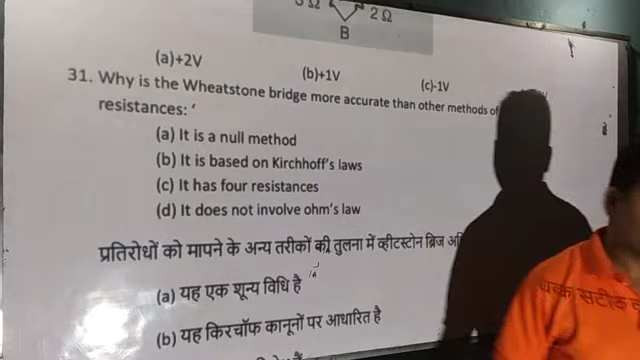 2 Ω
B
(a)+2V (b)+1V (c)-1V
31. Why is the Wheatstone bridge more accurate than other methods of
resistances:
(a) It is a null method
(b) It is based on Kirchhoff's laws
(c) It has four resistances
(d) It does not involve ohm's law
प्रतिरोधों को मापने के अन्य तरीकों की तुलना में व्हीटस्टोन ब्रिज
(a) यह एक शून्य विधि है
(b) यह किरचॉफ कानूनों पर आधारित है
सटीक